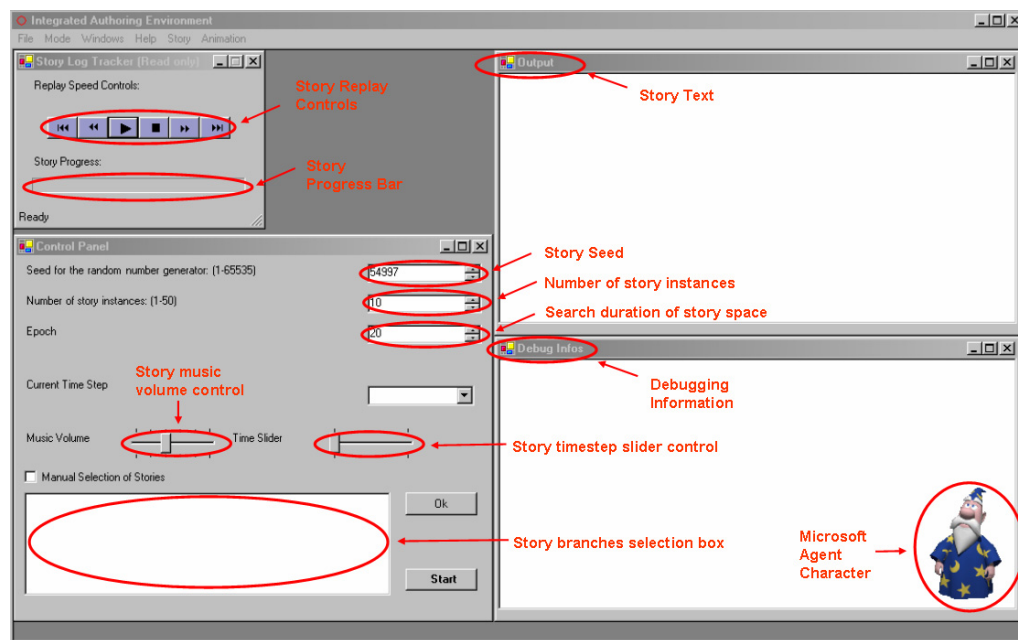 Integrated Authoring Environment
File Mode Windows Help Story Animation
Story Log Tracker (Read only)
Replay Speed Controls:
Story Replay
Controls
Story Progress:
Story
Progress Bar
Ready
Output
Story Text
Control Panel
Seed for the random number generator: (1-65535)
54997
Story Seed
Number of story instances: (1-50)
10
Number of story instances
Epoch
20
Search duration of story space
Current Time Step
Story music
volume control
Music Volume
Time Slider
Story timestep slider control
Manual Selection of Stories
Ok
Story branches selection box
Start
Debug Infos
Debugging
Information
Microsoft
Agent
Character